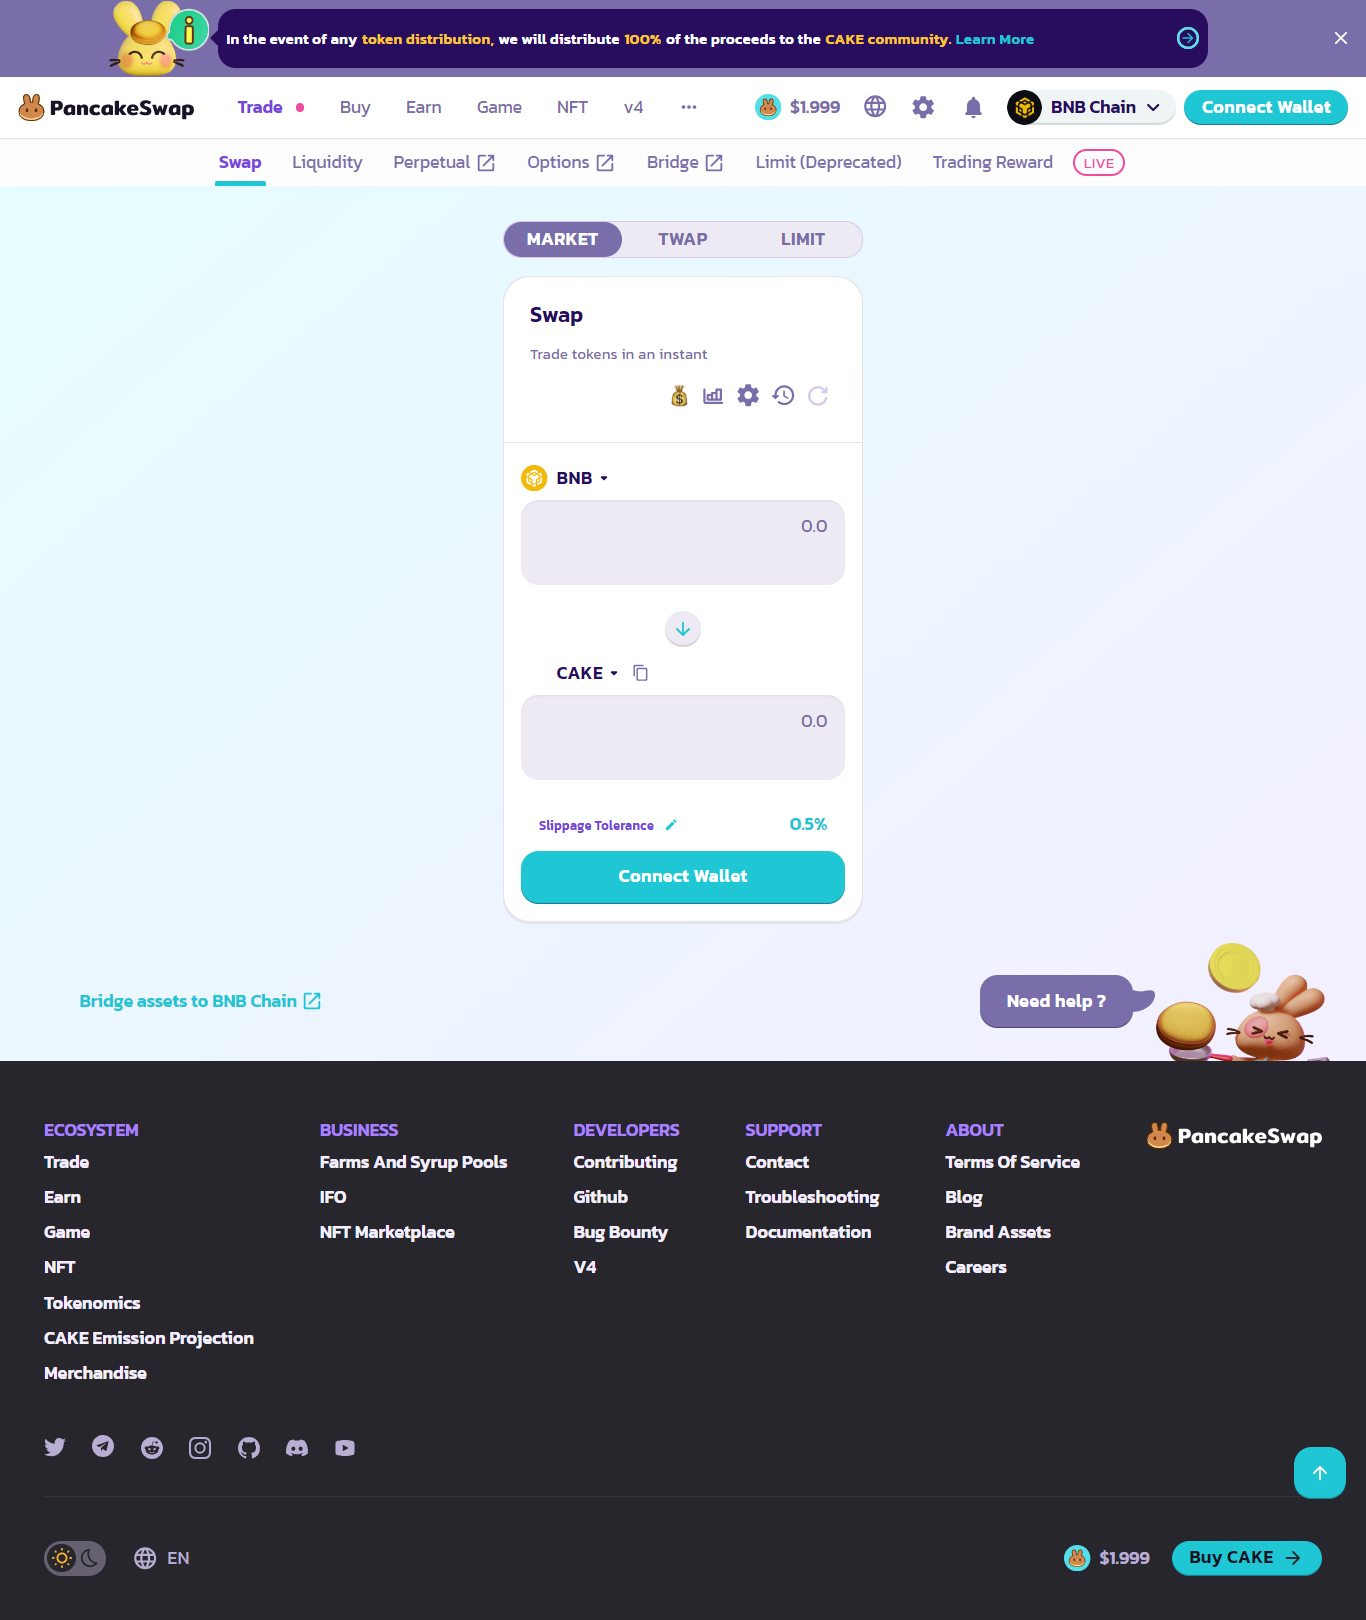 In the event of any token distribution, we will distribute 100% of the proceeds to the CAKE community. Learn More
PancakeSwap
Trade
Buy
Earn
Game
NFT
v4
$1.999
BNB Chain
Connect Wallet
Swap
Liquidity
Perpetual
Options
Bridge
Limit (Deprecated)
Trading Reward
LIVE
MARKET
TWAP
LIMIT
Swap
Trade tokens in an instant
BNB
0.0
CAKE
0.0
Slippage Tolerance
0.5%
Connect Wallet
Bridge assets to BNB Chain
Need help ?
ECOSYSTEM
Trade
Earn
Game
NFT
Tokenomics
CAKE Emission Projection
Merchandise
BUSINESS
Farms And Syrup Pools
IFO
NFT Marketplace
DEVELOPERS
Contributing
Github
Bug Bounty
V4
SUPPORT
Contact
Troubleshooting
Documentation
ABOUT
Terms Of Service
Blog
Brand Assets
Careers
PancakeSwap
EN
$1.999
Buy CAKE